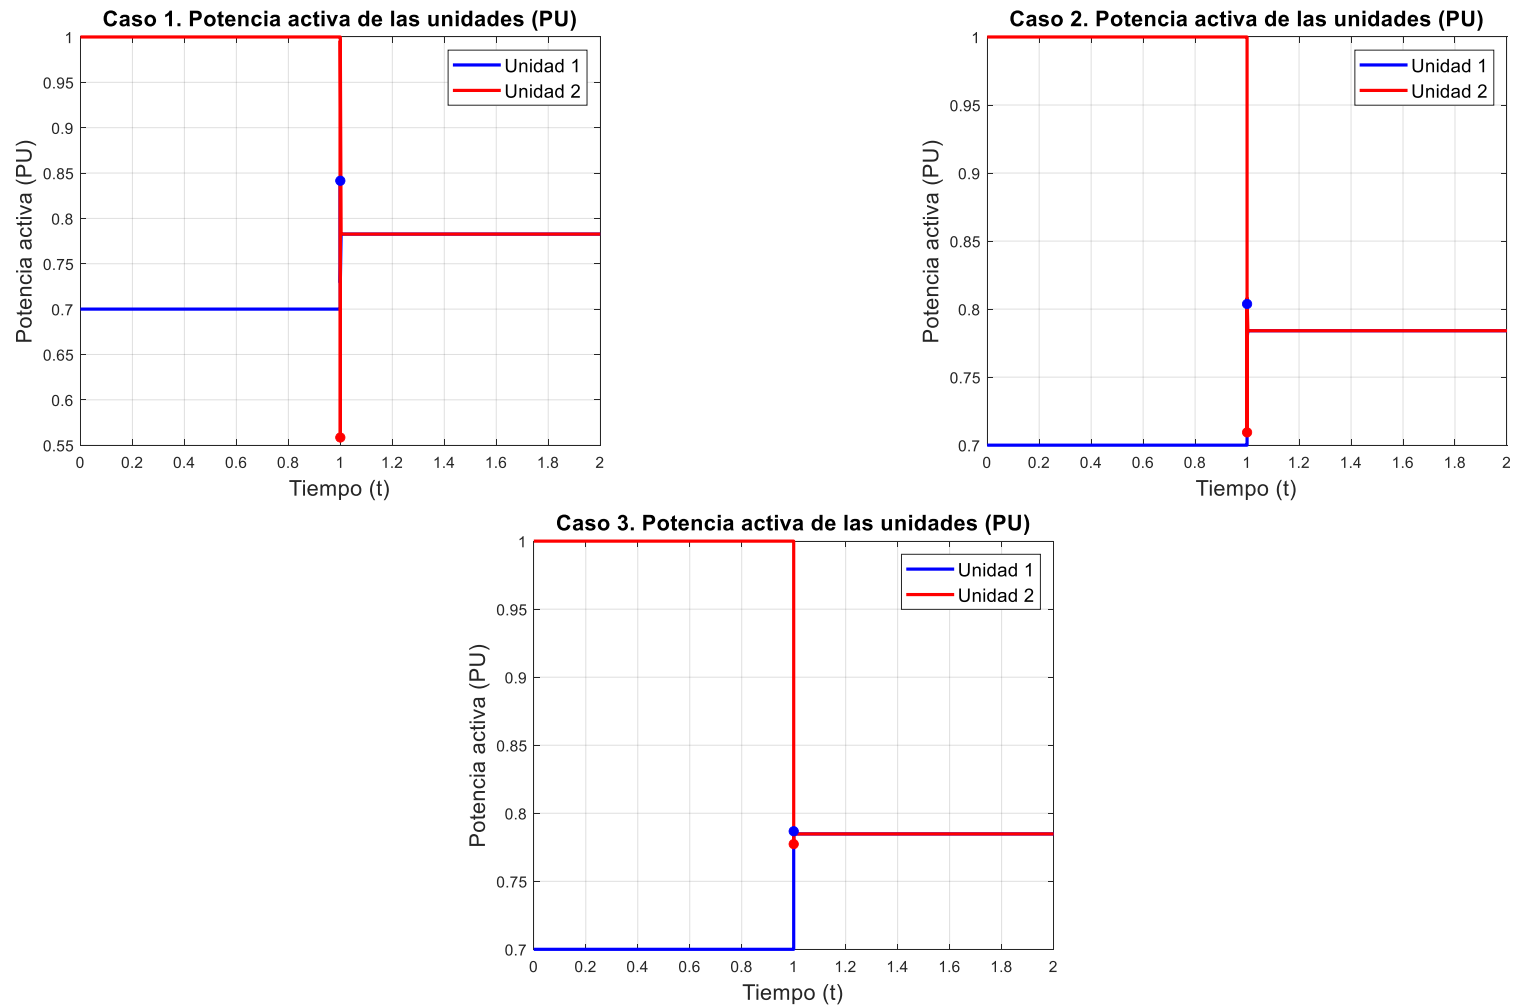 Caso 1. Potencia activa de las unidades (PU)
Potencia activa (PU)
1
0.95
0.9
0.85
0.8
0.75
0.7
0.65
0.6
0.55
Unidad 1
Unidad 2
0 0.2 0.4 0.6 0.8 1 1.2 1.4 1.6 1.8 2
Tiempo (t)
Caso 2. Potencia activa de las unidades (PU)
Potencia activa (PU)
1
0.95
0.9
0.85
0.8
0.75
0.7
Unidad 1
Unidad 2
0 0.2 0.4 0.6 0.8 1 1.2 1.4 1.6 1.8 2
Tiempo (t)
Caso 3. Potencia activa de las unidades (PU)
Potencia activa (PU)
1
0.95
0.9
0.85
0.8
0.75
0.7
Unidad 1
Unidad 2
0 0.2 0.4 0.6 0.8 1 1.2 1.4 1.6 1.8 2
Tiempo (t)